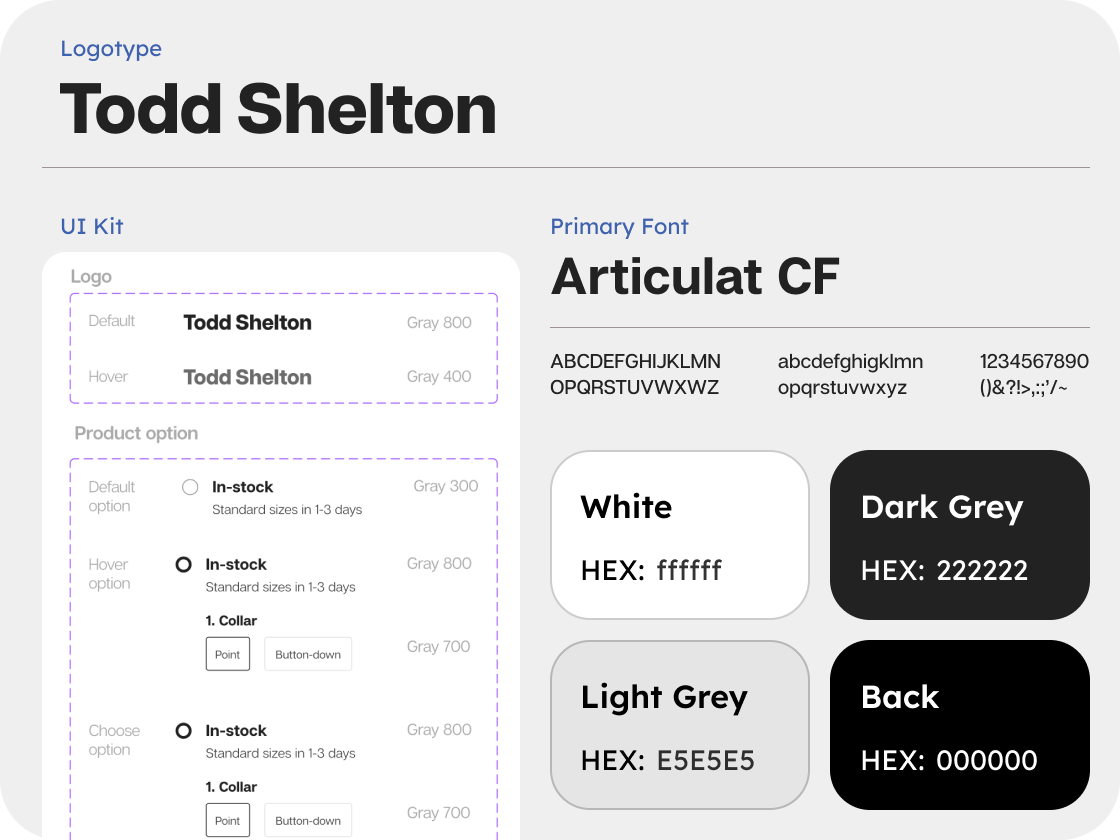 Logotype
Todd Shelton
UI Kit
Logo
Default Todd Shelton Gray 800
Hover Todd Shelton Gray 400
Product option
Default option In-stock Gray 300
Standard sizes in 1-3 days
Hover option In-stock Gray 800
Standard sizes in 1-3 days
1. Collar
Point Button-down Gray 700
Choose option In-stock Gray 800
Standard sizes in 1-3 days
1. Collar
Point Button-down Gray 700
Primary Font
Articulat CF
ABCDEFGHIJKLMN abcdefghigklmn 1234567890
OPQRSTUVWXWZ opqrstuvwxyz ()&?!>,:;'/~
White
HEX: ffffff
Dark Grey
HEX: 222222
Light Grey
HEX: E5E5E5
Back
HEX: 000000